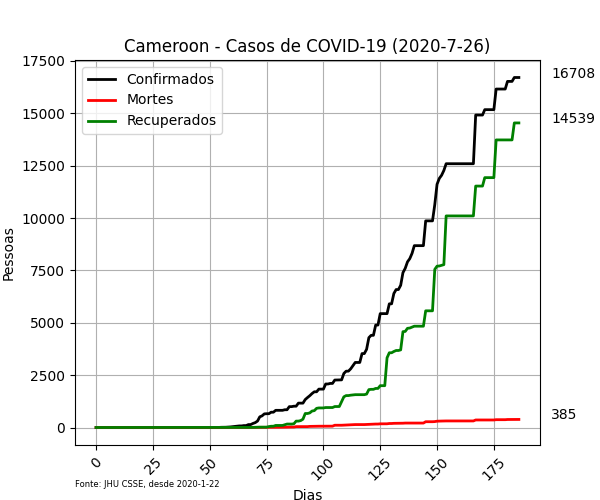 Cameroon - Casos de COVID-19 (2020-7-26)
17500
15000
12500
10000
7500
5000
2500
0
Pessoas
Confirmados
Mortes
Recuperados
16708
14539
385
0
25
50
75
100
125
150
175
Dias
Fonte: JHU CSSE, desde 2020-1-22